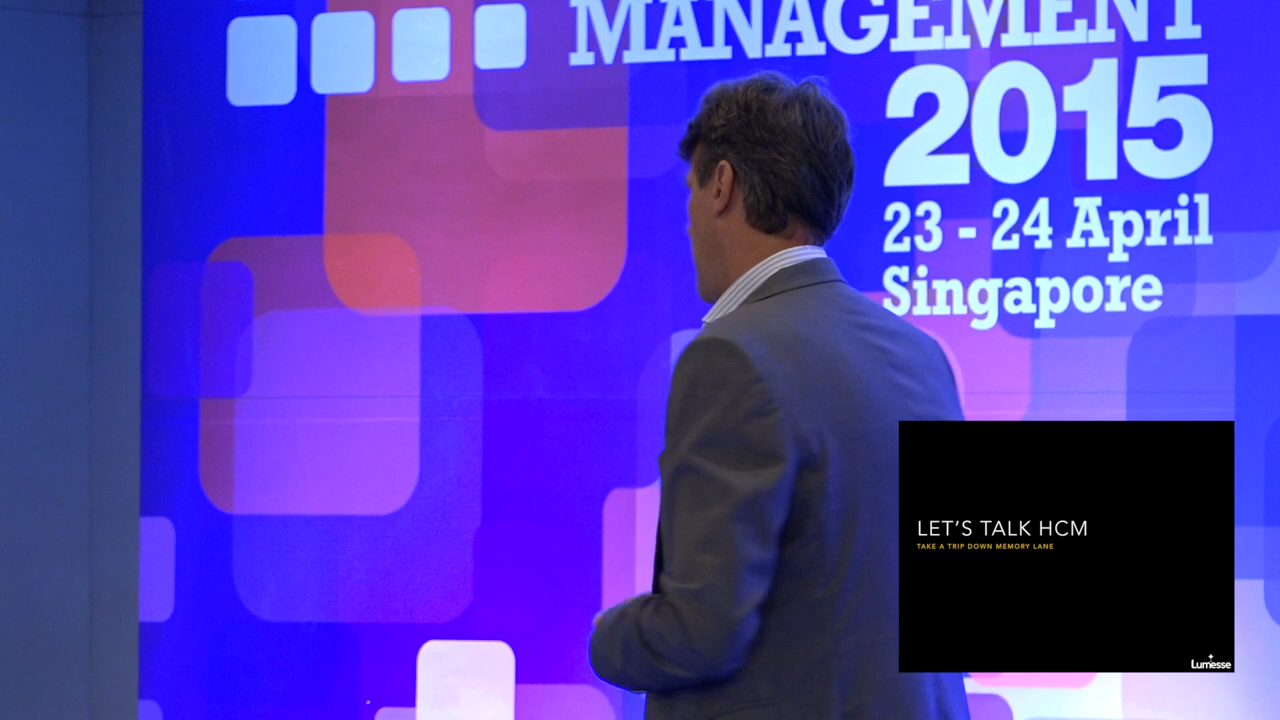 MANAGEMENT
2015
23 - 24 April
Singapore
LET'S TALK HCM
TAKE A TRIP DOWN MEMORY LANE
Lumesse